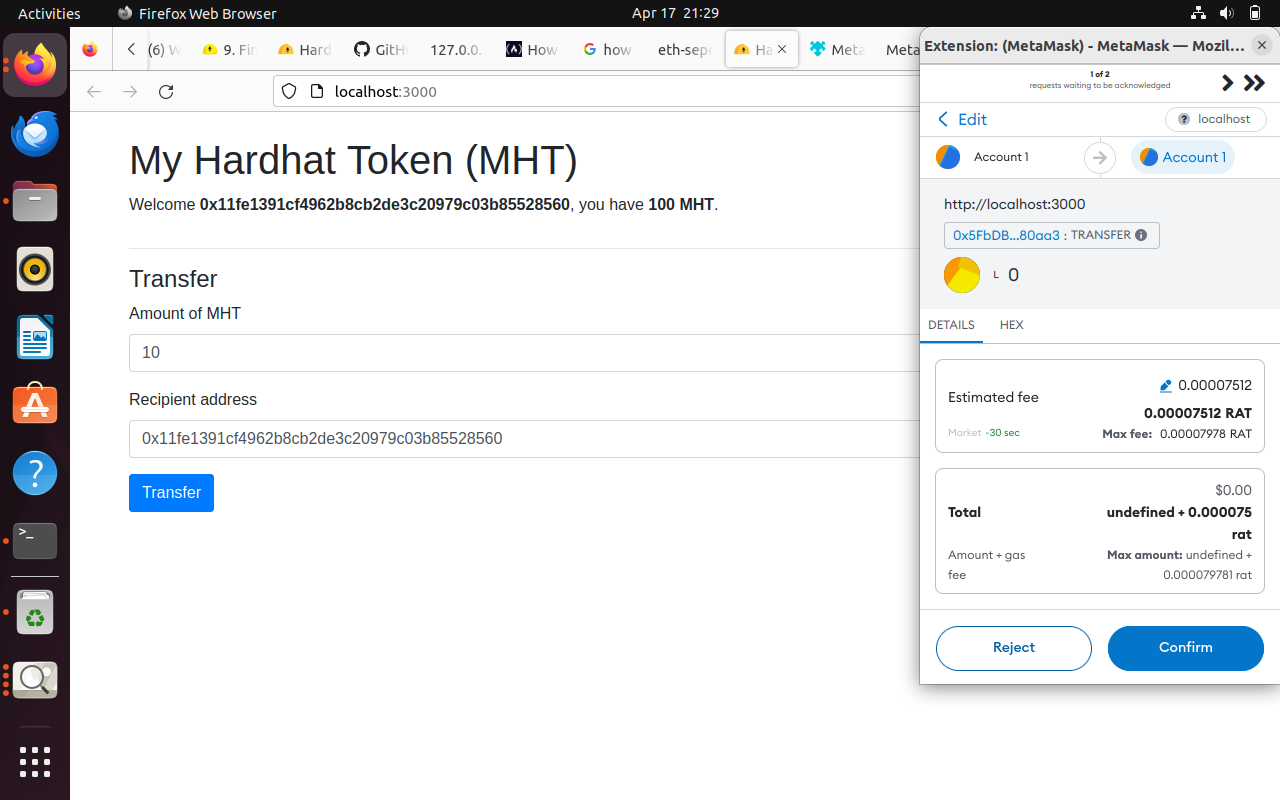 Activities
Firefox Web Browser
Apr 17 21:29
(6) W
9. Fir
Hard
GitH
127.0.0.
How
how
eth-sepo
Ha
Meta
Meta
localhost:3000
My Hardhat Token (MHT)
Welcome 0x11fe1391cf4962b8cb2de3c20979c03b85528560, you have 100 MHT.
Transfer
Amount of MHT
10
Recipient address
0x11fe1391cf4962b8cb2de3c20979c03b85528560
Transfer
Extension: (MetaMask) - MetaMask — Mozil...
1 of 2
requests waiting to be acknowledged
Edit
localhost
Account 1
Account 1
http://localhost:3000
0x5FbDB...80aa3 : TRANSFER
L 0
DETAILS
HEX
Estimated fee
0.00007512
0.00007512 RAT
Market -30 sec
Max fee: 0.00007978 RAT
$0.00
Total
undefined + 0.000075
rat
Amount + gas
fee
Max amount: undefined +
0.000079781 rat
Reject
Confirm